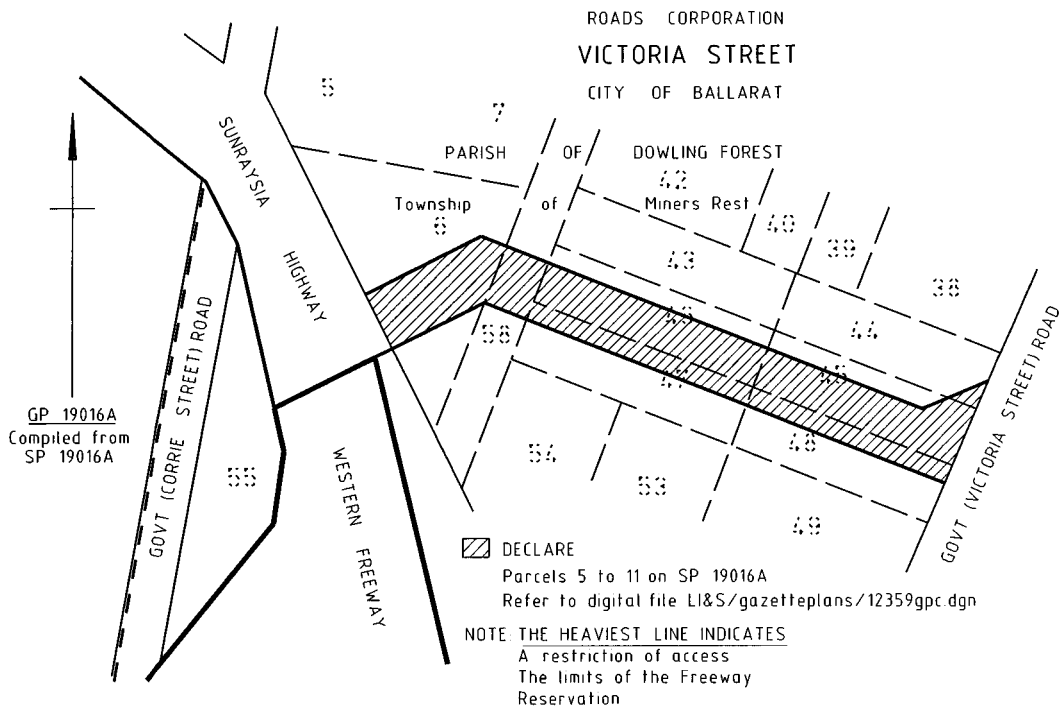 ROADS CORPORATION
VICTORIA STREET
CITY OF BALLARAT
PARISH OF DOWLING FOREST
Township of Miners Rest
5
7
6
42
40
39
38
43
44
46
45
47
48
58
54
53
49
55
SUNRAYSIA HIGHWAY
GOVT (CORRIE STREET) ROAD
WESTERN FREEWAY
GOVT (VICTORIA STREET) ROAD
GP 19016A
Compiled from
SP 19016A
DECLARE
Parcels 5 to 11 on SP 19016A
Refer to digital file LI&S/gazetteplans/12359gpc.dgn
NOTE: THE HEAVIEST LINE INDICATES
A restriction of access
The limits of the Freeway
Reservation